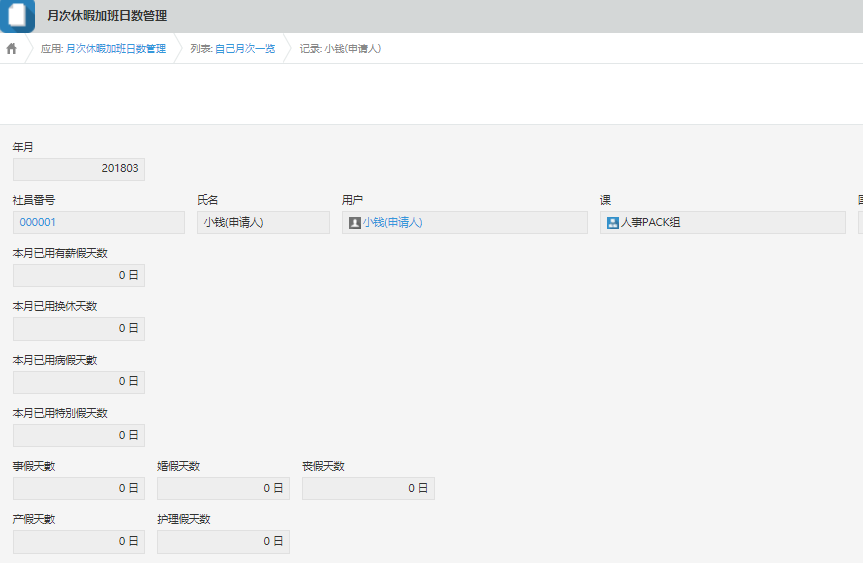 月次休暇加班日数管理
应用: 月次休暇加班日数管理 列表: 自己月次一览 记录: 小钱(申请人)
年月
201803
社員番号 氏名 用户 课
000001 小钱(申请人) 小钱(申请人) 人事PACK组
本月已用有薪假天数
0 日
本月已用换休天数
0 日
本月已用病假天數
0 日
本月已用特別假天数
0 日
事假天數 婚假天数 丧假天数
0 日 0 日 0 日
产假天數 护理假天数
0 日 0 日